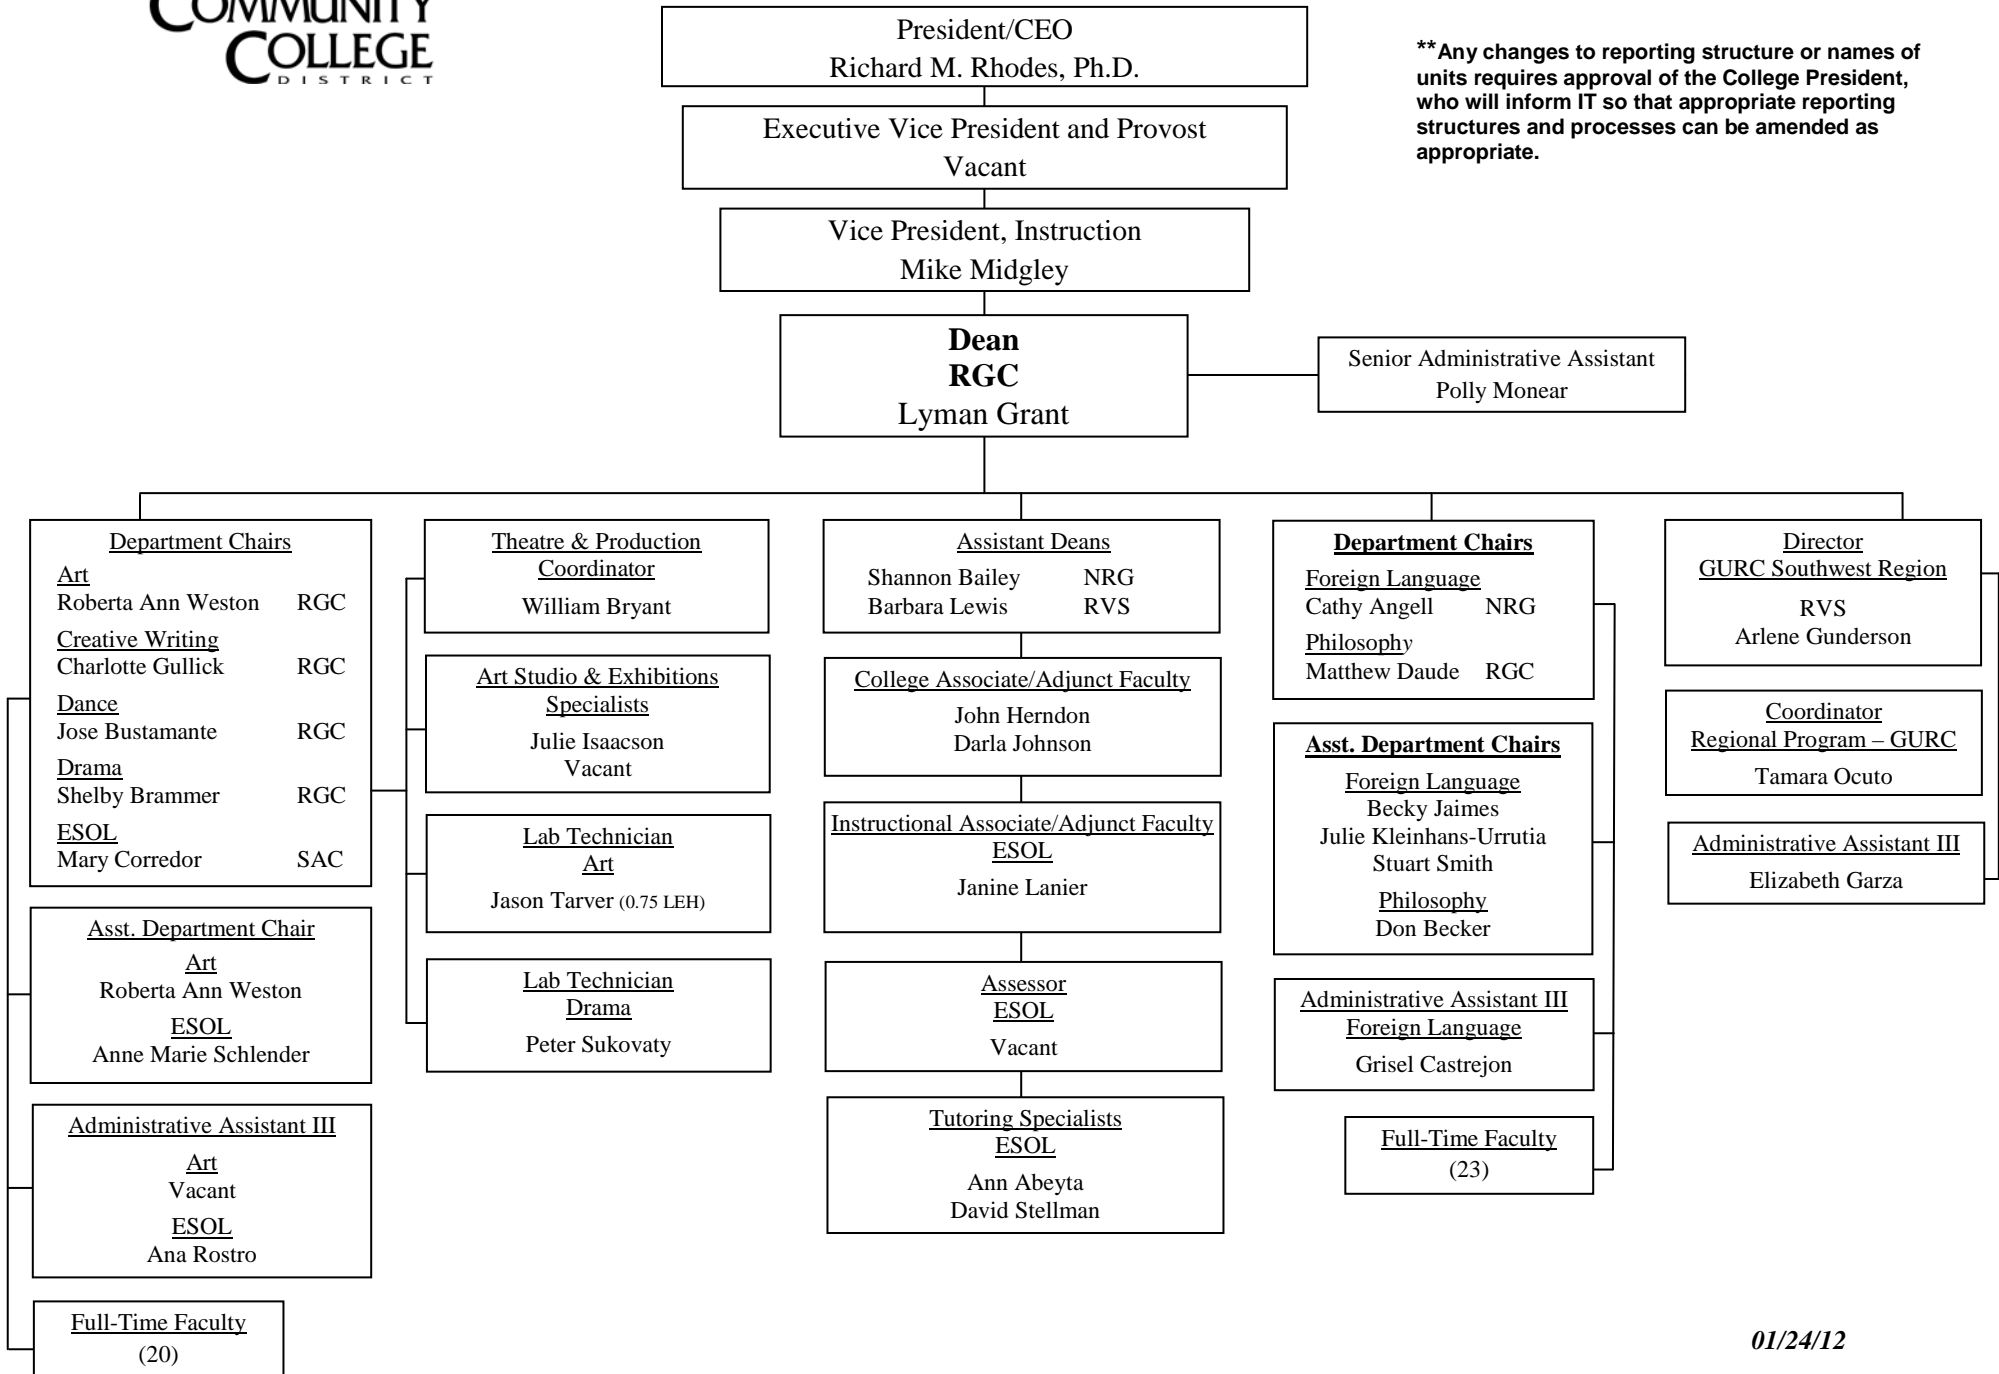 COMMUNITY
COLLEGE
DISTRICT
President/CEO
Richard M. Rhodes, Ph.D.
**Any changes to reporting structure or names of
units requires approval of the College President,
who will inform IT so that appropriate reporting
structures and processes can be amended as
appropriate.
Executive Vice President and Provost
Vacant
Vice President, Instruction
Mike Midgley
Dean
RGC
Lyman Grant
Senior Administrative Assistant
Polly Monear
Department Chairs
Art
Roberta Ann Weston RGC
Creative Writing
Charlotte Gullick RGC
Dance
Jose Bustamante RGC
Drama
Shelby Brammer RGC
ESOL
Mary Corredor SAC
Asst. Department Chair
Art
Roberta Ann Weston
ESOL
Anne Marie Schlender
Administrative Assistant III
Art
Vacant
ESOL
Ana Rostro
Full-Time Faculty
(20)
Theatre & Production
Coordinator
William Bryant
Art Studio & Exhibitions
Specialists
Julie Isaacson
Vacant
Lab Technician
Art
Jason Tarver (0.75 LEH)
Lab Technician
Drama
Peter Sukovaty
Assistant Deans
Shannon Bailey NRG
Barbara Lewis RVS
College Associate/Adjunct Faculty
John Herndon
Darla Johnson
Instructional Associate/Adjunct Faculty
ESOL
Janine Lanier
Assessor
ESOL
Vacant
Tutoring Specialists
ESOL
Ann Abeyta
David Stellman
Department Chairs
Foreign Language
Cathy Angell NRG
Philosophy
Matthew Daude RGC
Asst. Department Chairs
Foreign Language
Becky Jaimes
Julie Kleinhans-Urrutia
Stuart Smith
Philosophy
Don Becker
Administrative Assistant III
Foreign Language
Grisel Castrejon
Full-Time Faculty
(23)
Director
GURC Southwest Region
RVS
Arlene Gunderson
Coordinator
Regional Program – GURC
Tamara Ocuto
Administrative Assistant III
Elizabeth Garza
01/24/12